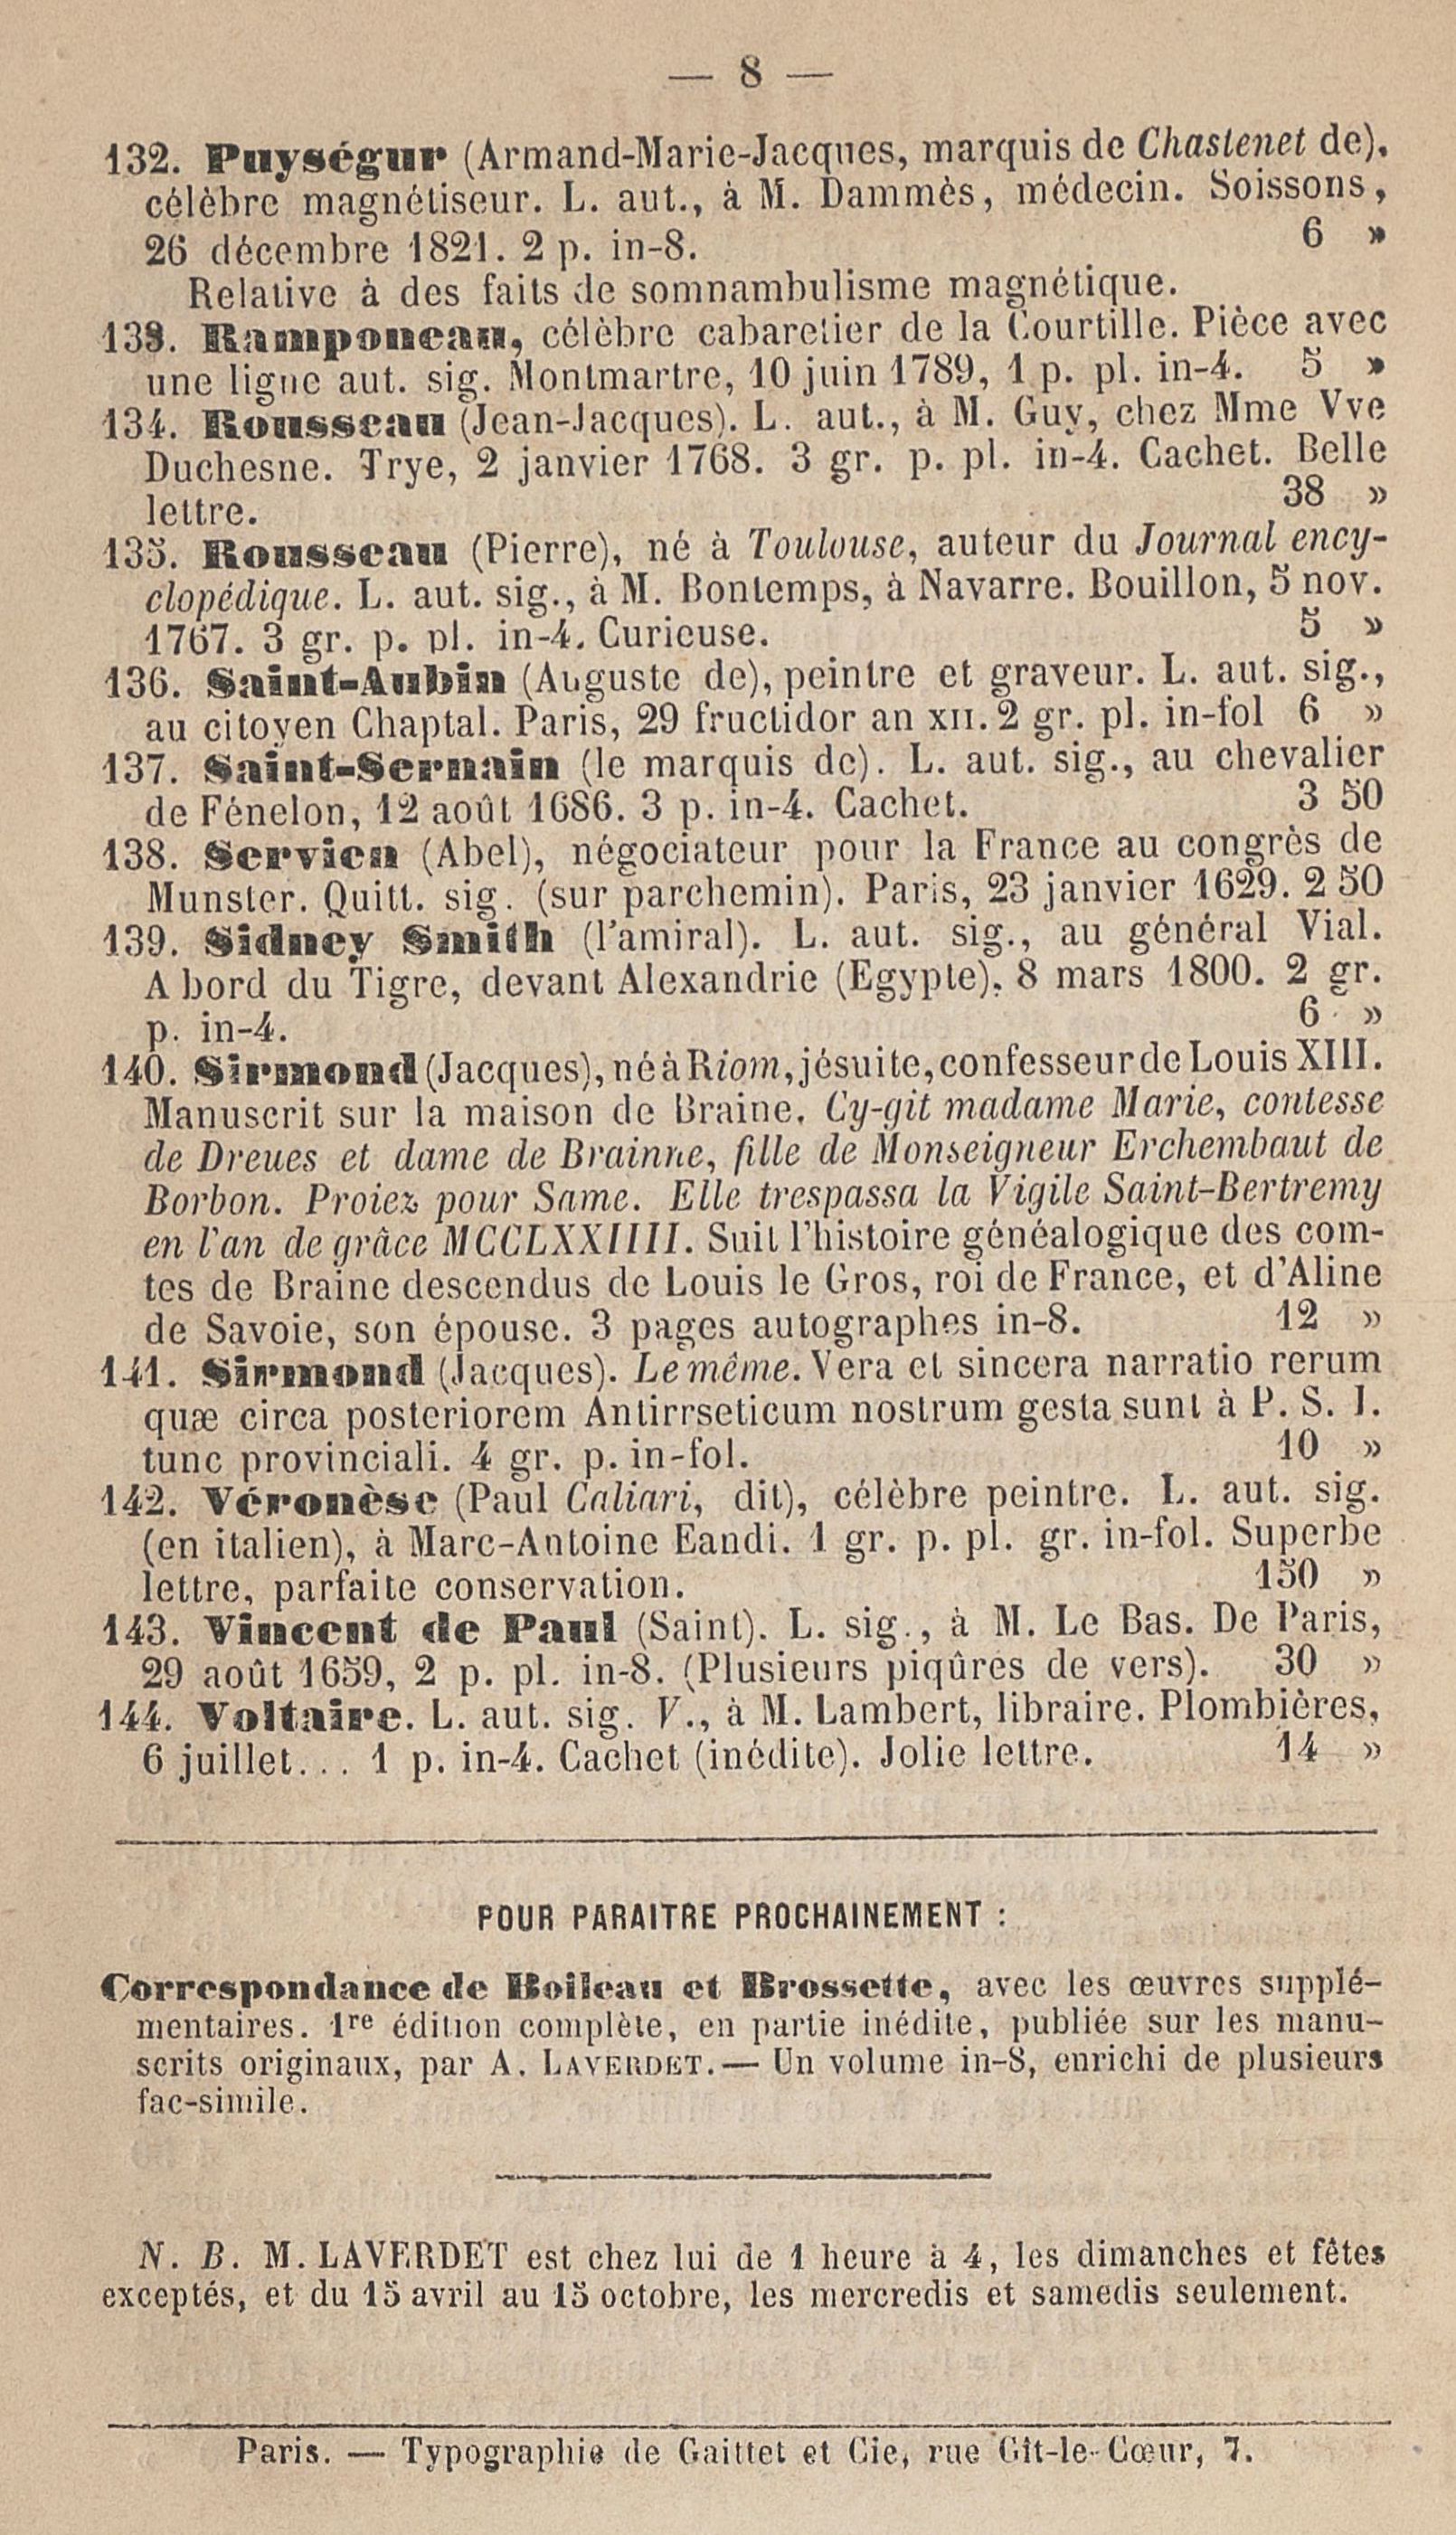 — 8 —
132. Puységur (Armand-Marie-Jacques, marquis de Chastenet de),
célèbre magnétiseur. L. aut., à M. Dammès, médecin. Soissons,
26 décembre 1821. 2 p. in-8. 6 »
Relative à des faits de somnambulisme magnétique.
133. Ramponeau, célèbre cabaretier de la Courtille. Pièce avec
une ligne aut. sig. Montmartre, 10 juin 1789, 1 p. pl. in-4. 5 »
134. Rousseau (Jean-Jacques). L. aut., à M. Guy, chez Mme Vve
Duchesne. Trye, 2 janvier 1768. 3 gr. p. pl. in-4. Cachet. Belle
lettre. 38 »
135. Rousseau (Pierre), né à Toulouse, auteur du Journal ency-
clopédique. L. aut. sig., à M. Bontemps, à Navarre. Bouillon, 5 nov.
1767. 3 gr. p. pl. in-4. Curieuse. 5 »
136. Saint-Aubin (Auguste de), peintre et graveur. L. aut. sig.,
au citoyen Chaptal. Paris, 29 fructidor an XII. 2 gr. pl. in-fol 6 »
137. Saint-Sernain (le marquis de). L. aut. sig., au chevalier
de Fénelon, 12 août 1686. 3 p. in-4. Cachet. 3 50
138. Servien (Abel), négociateur pour la France au congrès de
Munster. Quitt. sig. (sur parchemin). Paris, 23 janvier 1629. 2 50
139. Sidney Smith (l'amiral). L. aut. sig., au général Vial.
A bord du Tigre, devant Alexandrie (Egypte), 8 mars 1800. 2 gr.
p. in-4. 6 »
140. Sirmond (Jacques), né à Riom, jésuite, confesseur de Louis XIII.
Manuscrit sur la maison de Braine. Cy-git madame Marie, contesse
de Dreues et dame de Brainne, fille de Monseigneur Erchembaut de
Borbon. Proiez pour Same. Elle trespassa la Vigile Saint-Bertremy
en l'an de grâce MCCLXXIIII. Suit l'histoire généalogique des com-
tes de Braine descendus de Louis le Gros, roi de France, et d'Aline
de Savoie, son épouse. 3 pages autographes in-8. 12 »
141. Sirmond (Jacques). Le même. Vera et sincera narratio rerum
quæ circa posteriorem Antirrseticum nostrum gesta sunt à P. S. J.
tunc provinciali. 4 gr. p. in-fol. 10 »
142. Véronèse (Paul Caliari, dit), célèbre peintre. L. aut. sig.
(en italien), à Marc-Antoine Eandi. 1 gr. p. pl. gr. in-fol. Superbe
lettre, parfaite conservation. 150 »
143. Vincent de Paul (Saint). L. sig., à M. Le Bas. De Paris,
29 août 1659, 2 p. pl. in-8. (Plusieurs piqûres de vers). 30 »
144. Voltaire. L. aut. sig. V., à M. Lambert, libraire. Plombières,
6 juillet... 1 p. in-4. Cachet (inédite). Jolie lettre. 14 »
POUR PARAITRE PROCHAINEMENT :
Correspondance de Boileau et Brossette, avec les œuvres supplé-
mentaires. 1re édition complète, en partie inédite, publiée sur les manu-
scrits originaux, par A. LAVERDET. — Un volume in-8, enrichi de plusieurs
fac-simile.
N. B. M. LAVERDET est chez lui de 1 heure à 4, les dimanches et fêtes
exceptés, et du 15 avril au 15 octobre, les mercredis et samedis seulement.
Paris. — Typographie de Gaittet et Cie, rue Gît-le-Cœur, 7.